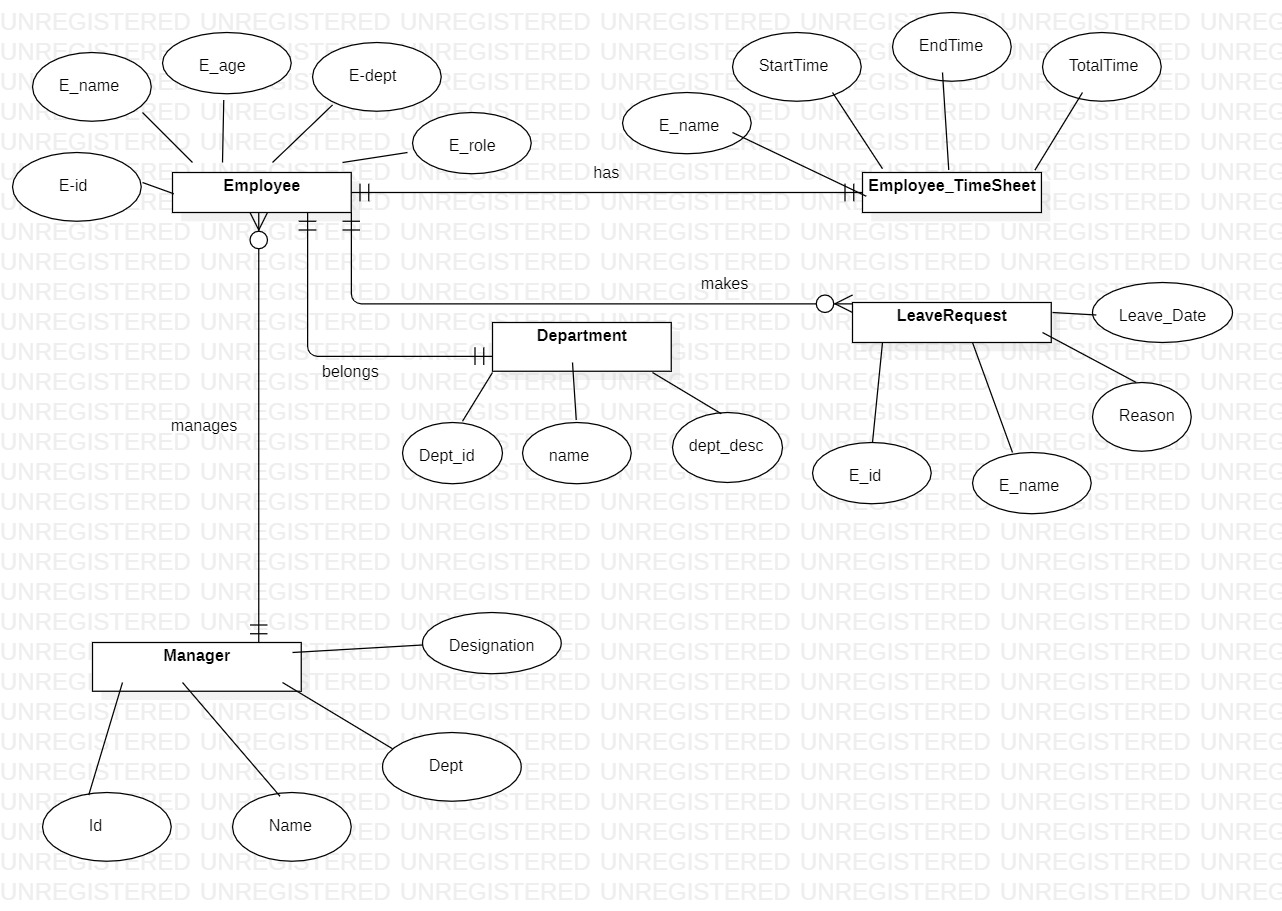 EndTime
StartTime
TotalTime
E_age
E-dept
E_name
E_name
E_role
has
E-id
Employee
Employee_TimeSheet
makes
LeaveRequest
Leave_Date
Department
belongs
Reason
manages
Dept_id
name
dept_desc
E_id
E_name
Designation
Manager
Dept
Id
Name
UNREGISTERED